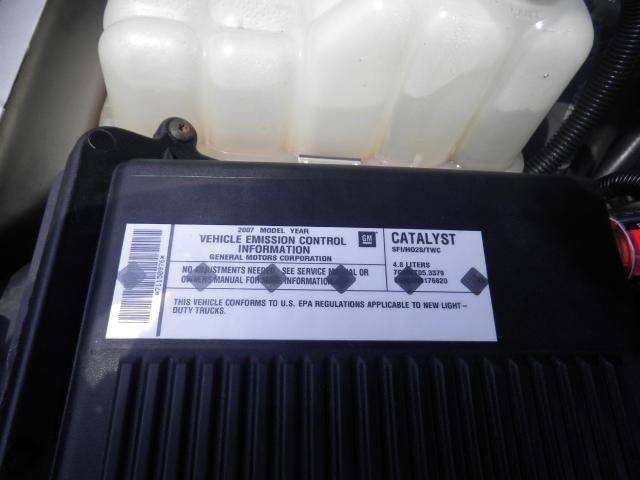 2007 MODEL YEAR
VEHICLE EMISSION CONTROL
INFORMATION
GENERAL MOTORS CORPORATION
GM
CATALYST
SFI/HO2S/TWC
NO ADJUSTMENTS NEEDED SEE SERVICE MANUAL OR
OWNERS MANUAL FOR MORE INFORMATION
4.8 LITERS
THIS VEHICLE CONFORMS TO U.S. EPA REGULATIONS APPLICABLE TO NEW LIGHT-
DUTY TRUCKS.